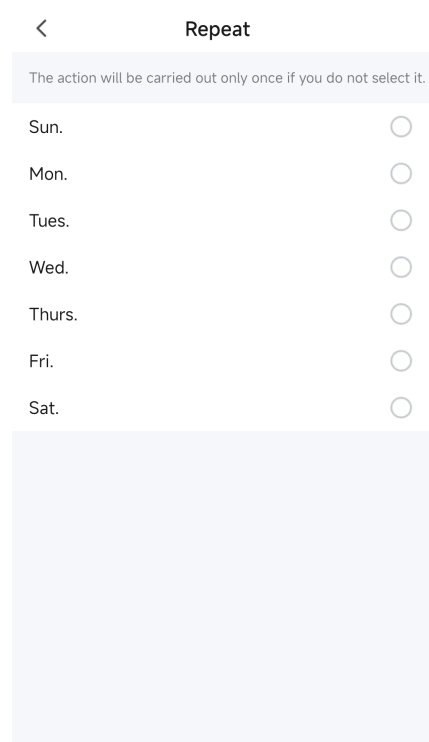 Repeat
The action will be carried out only once if you do not select it.
Sun.
Mon.
Tues.
Wed.
Thurs.
Fri.
Sat.